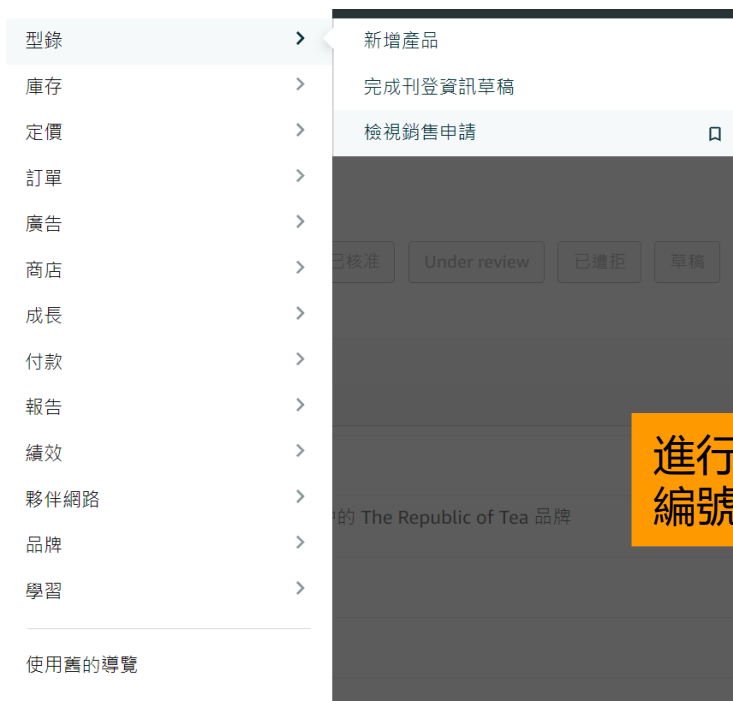 型錄
庫存
定價
訂單
廣告
商店
成長
付款
報告
績效
夥伴網路
品牌
學習
使用舊的導覽
新增產品
完成刊登資訊草稿
檢視銷售申請
已核准
Under review
已遭拒
草稿
進行
編號
的 The Republic of Tea 品牌